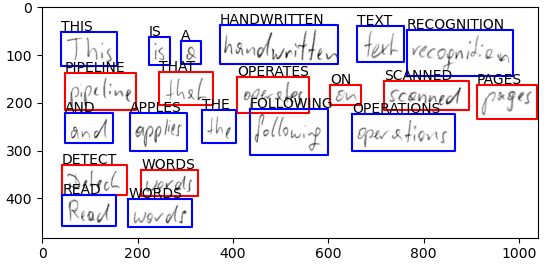 0
THIS IS A HANDWRITTEN TEXT RECOGNITION
This is a handwritten text recognition
100
PIPELINE THAT OPERATES ON SCANNED PAGES
pipeline that operates on scanned pages
200
AND APPLIES THE FOLLOWING OPERATIONS
and applies the following operations
300
DETECT WORDS
Detect words
400
READ WORDS
Read words
0 200 400 600 800 1000